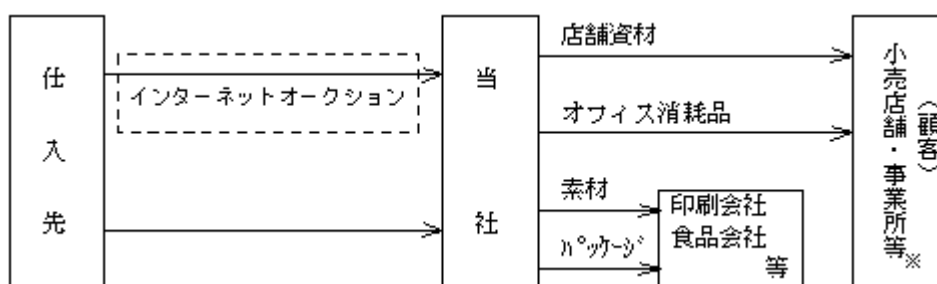 仕入先
インターネットオークション
当社
店舗資材
オフィス消耗品
素材
ﾊﾟｯｹｰｼﾞ
印刷会社
食品会社
等
小売店舗・事業所等※
(顧客)